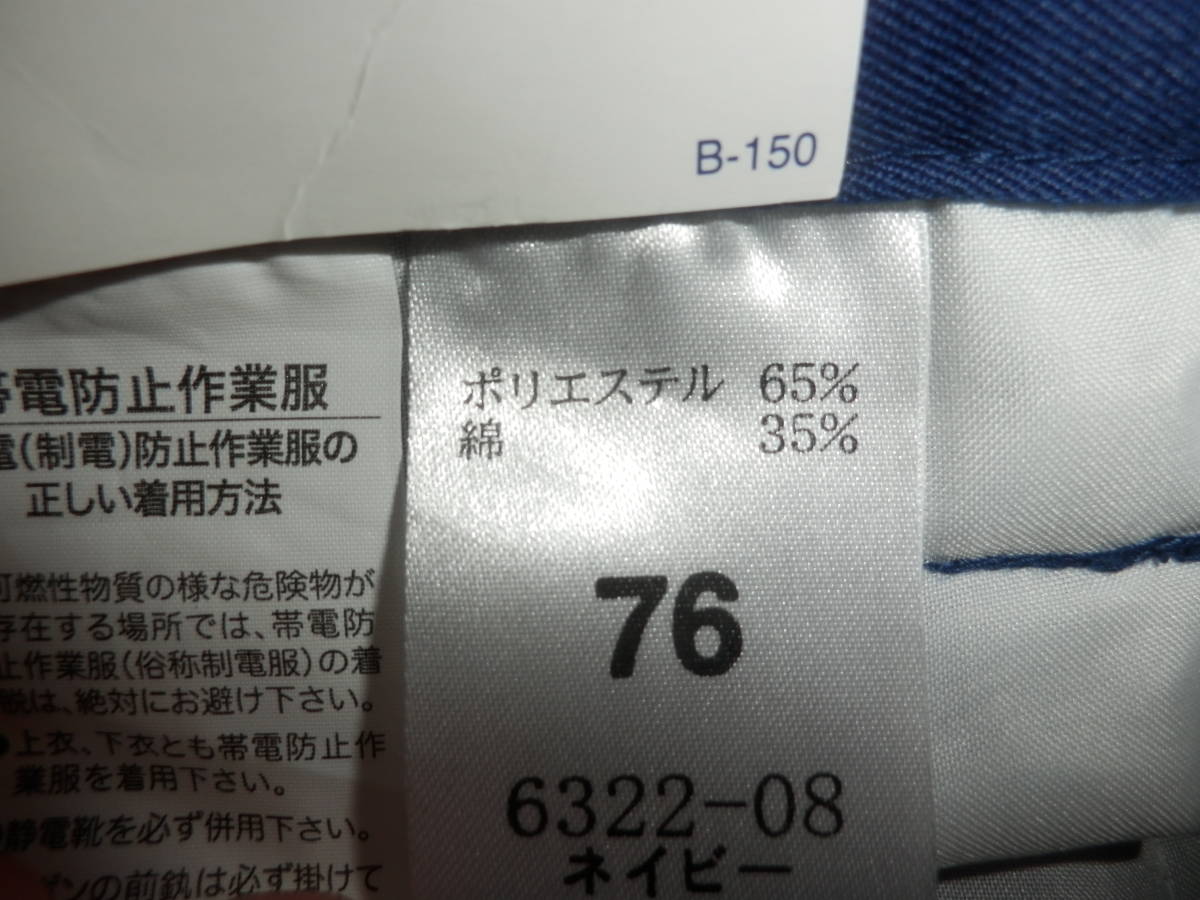 B-150
帯電防止作業服
電(制電)防止作業服の
正しい着用方法
可燃性物質の様な危険物が
存在する場所では、帯電防
止作業服(俗称制電服)の着
脱は、絶対にお避け下さい。
●上衣、下衣とも帯電防止作
業服を着用下さい。
●静電靴を必ず併用下さい。
ンの前釦は必ず掛けて
ポリエステル 65%
綿 35%
76
6322-08
ネイビー